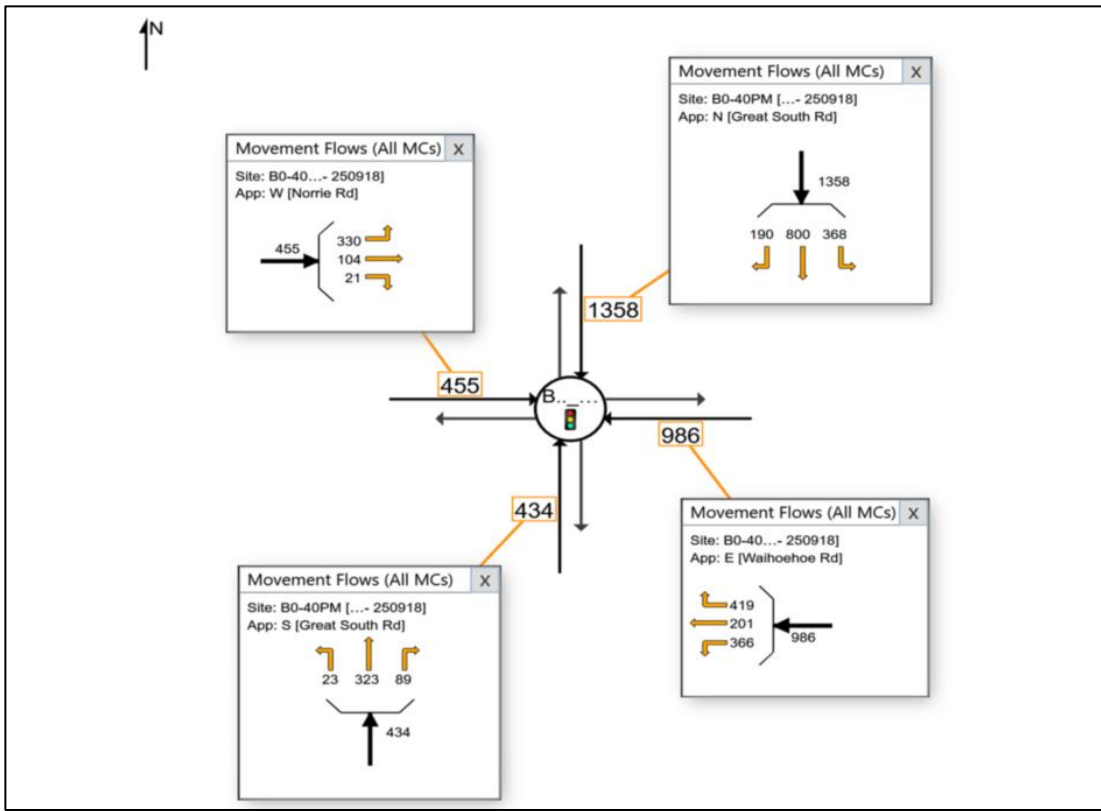 N
Movement Flows (All MCs) X
Site: B0-40PM [...- 250918]
App: N [Great South Rd]
1358
190 800 368
Movement Flows (All MCs) X
Site: B0-40...- 250918]
App: W [Norrie Rd]
455
330
104
21
1358
455
B.._...
986
434
Movement Flows (All MCs) X
Site: B0-40...- 250918]
App: E [Waihoehoe Rd]
419
201
366
986
Movement Flows (All MCs) X
Site: B0-40PM [...- 250918]
App: S [Great South Rd]
23 323 89
434